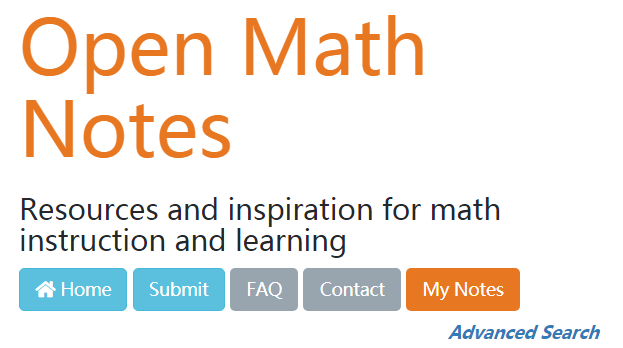 Open Math
Notes
Resources and inspiration for math
instruction and learning
Home Submit FAQ Contact My Notes
Advanced Search